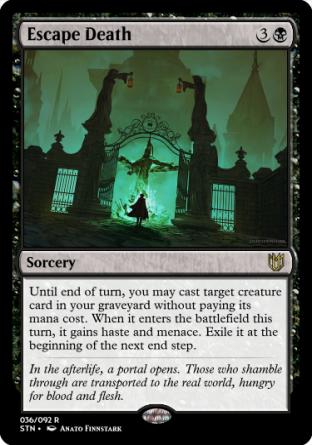 Escape Death 3
Sorcery
Until end of turn, you may cast target creature
card in your graveyard without paying its
mana cost. When it enters the battlefield this
turn, it gains haste and menace. Exile it at the
beginning of the next end step.
In the afterlife, a portal opens. Those who shamble
through are transported to the real world, hungry
for blood and flesh.
036/092 R
STN • Anato Finnstark